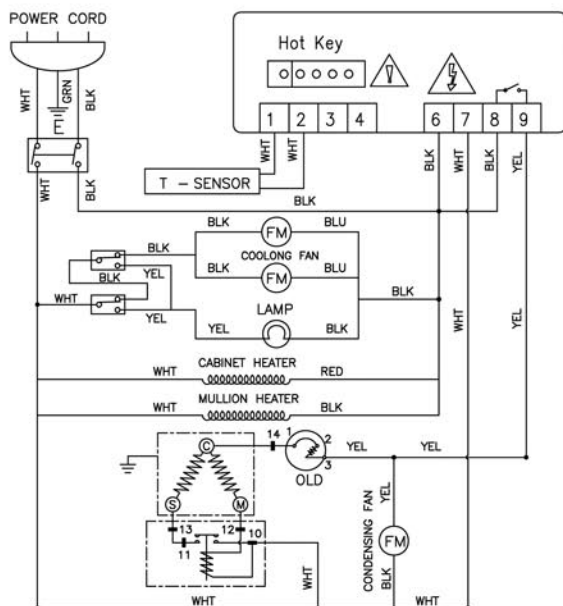 POWER CORD
WHT
GRN
BLK
E
WHT
BLK
Hot Key
1 2 3 4
6 7 8 9
WHT
WHT
BLK
WHT
BLK
YEL
T - SENSOR
BLK
BLK FM BLU
COOLONG FAN
BLK FM BLU
BLK
YEL
BLK
WHT
YEL
LAMP
YEL BLK
BLK
WHT
YEL
CABINET HEATER
WHT RED
MULLION HEATER
WHT BLK
C
14
1
2
3
YEL YEL
OLD
S M
13 12 10
11
WHT
CONDENSING FAN
YEL
FM
BLK
WHT WHT